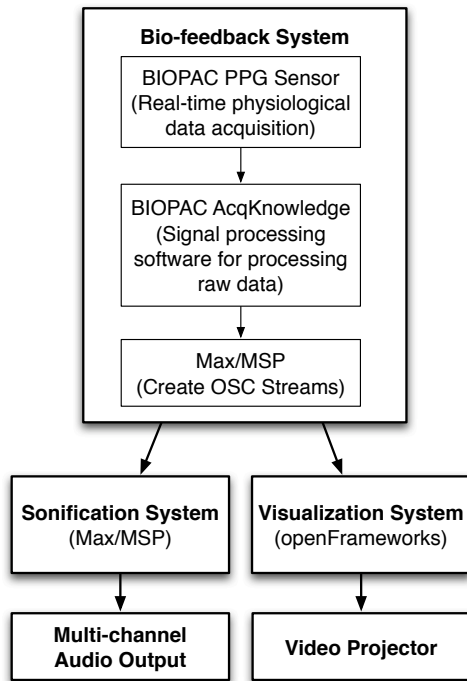 Bio-feedback System
BIOPAC PPG Sensor
(Real-time physiological
data acquisition)
BIOPAC AcqKnowledge
(Signal processing
software for processing
raw data)
Max/MSP
(Create OSC Streams)
Sonification System
(Max/MSP)
Visualization System
(openFrameworks)
Multi-channel
Audio Output
Video Projector